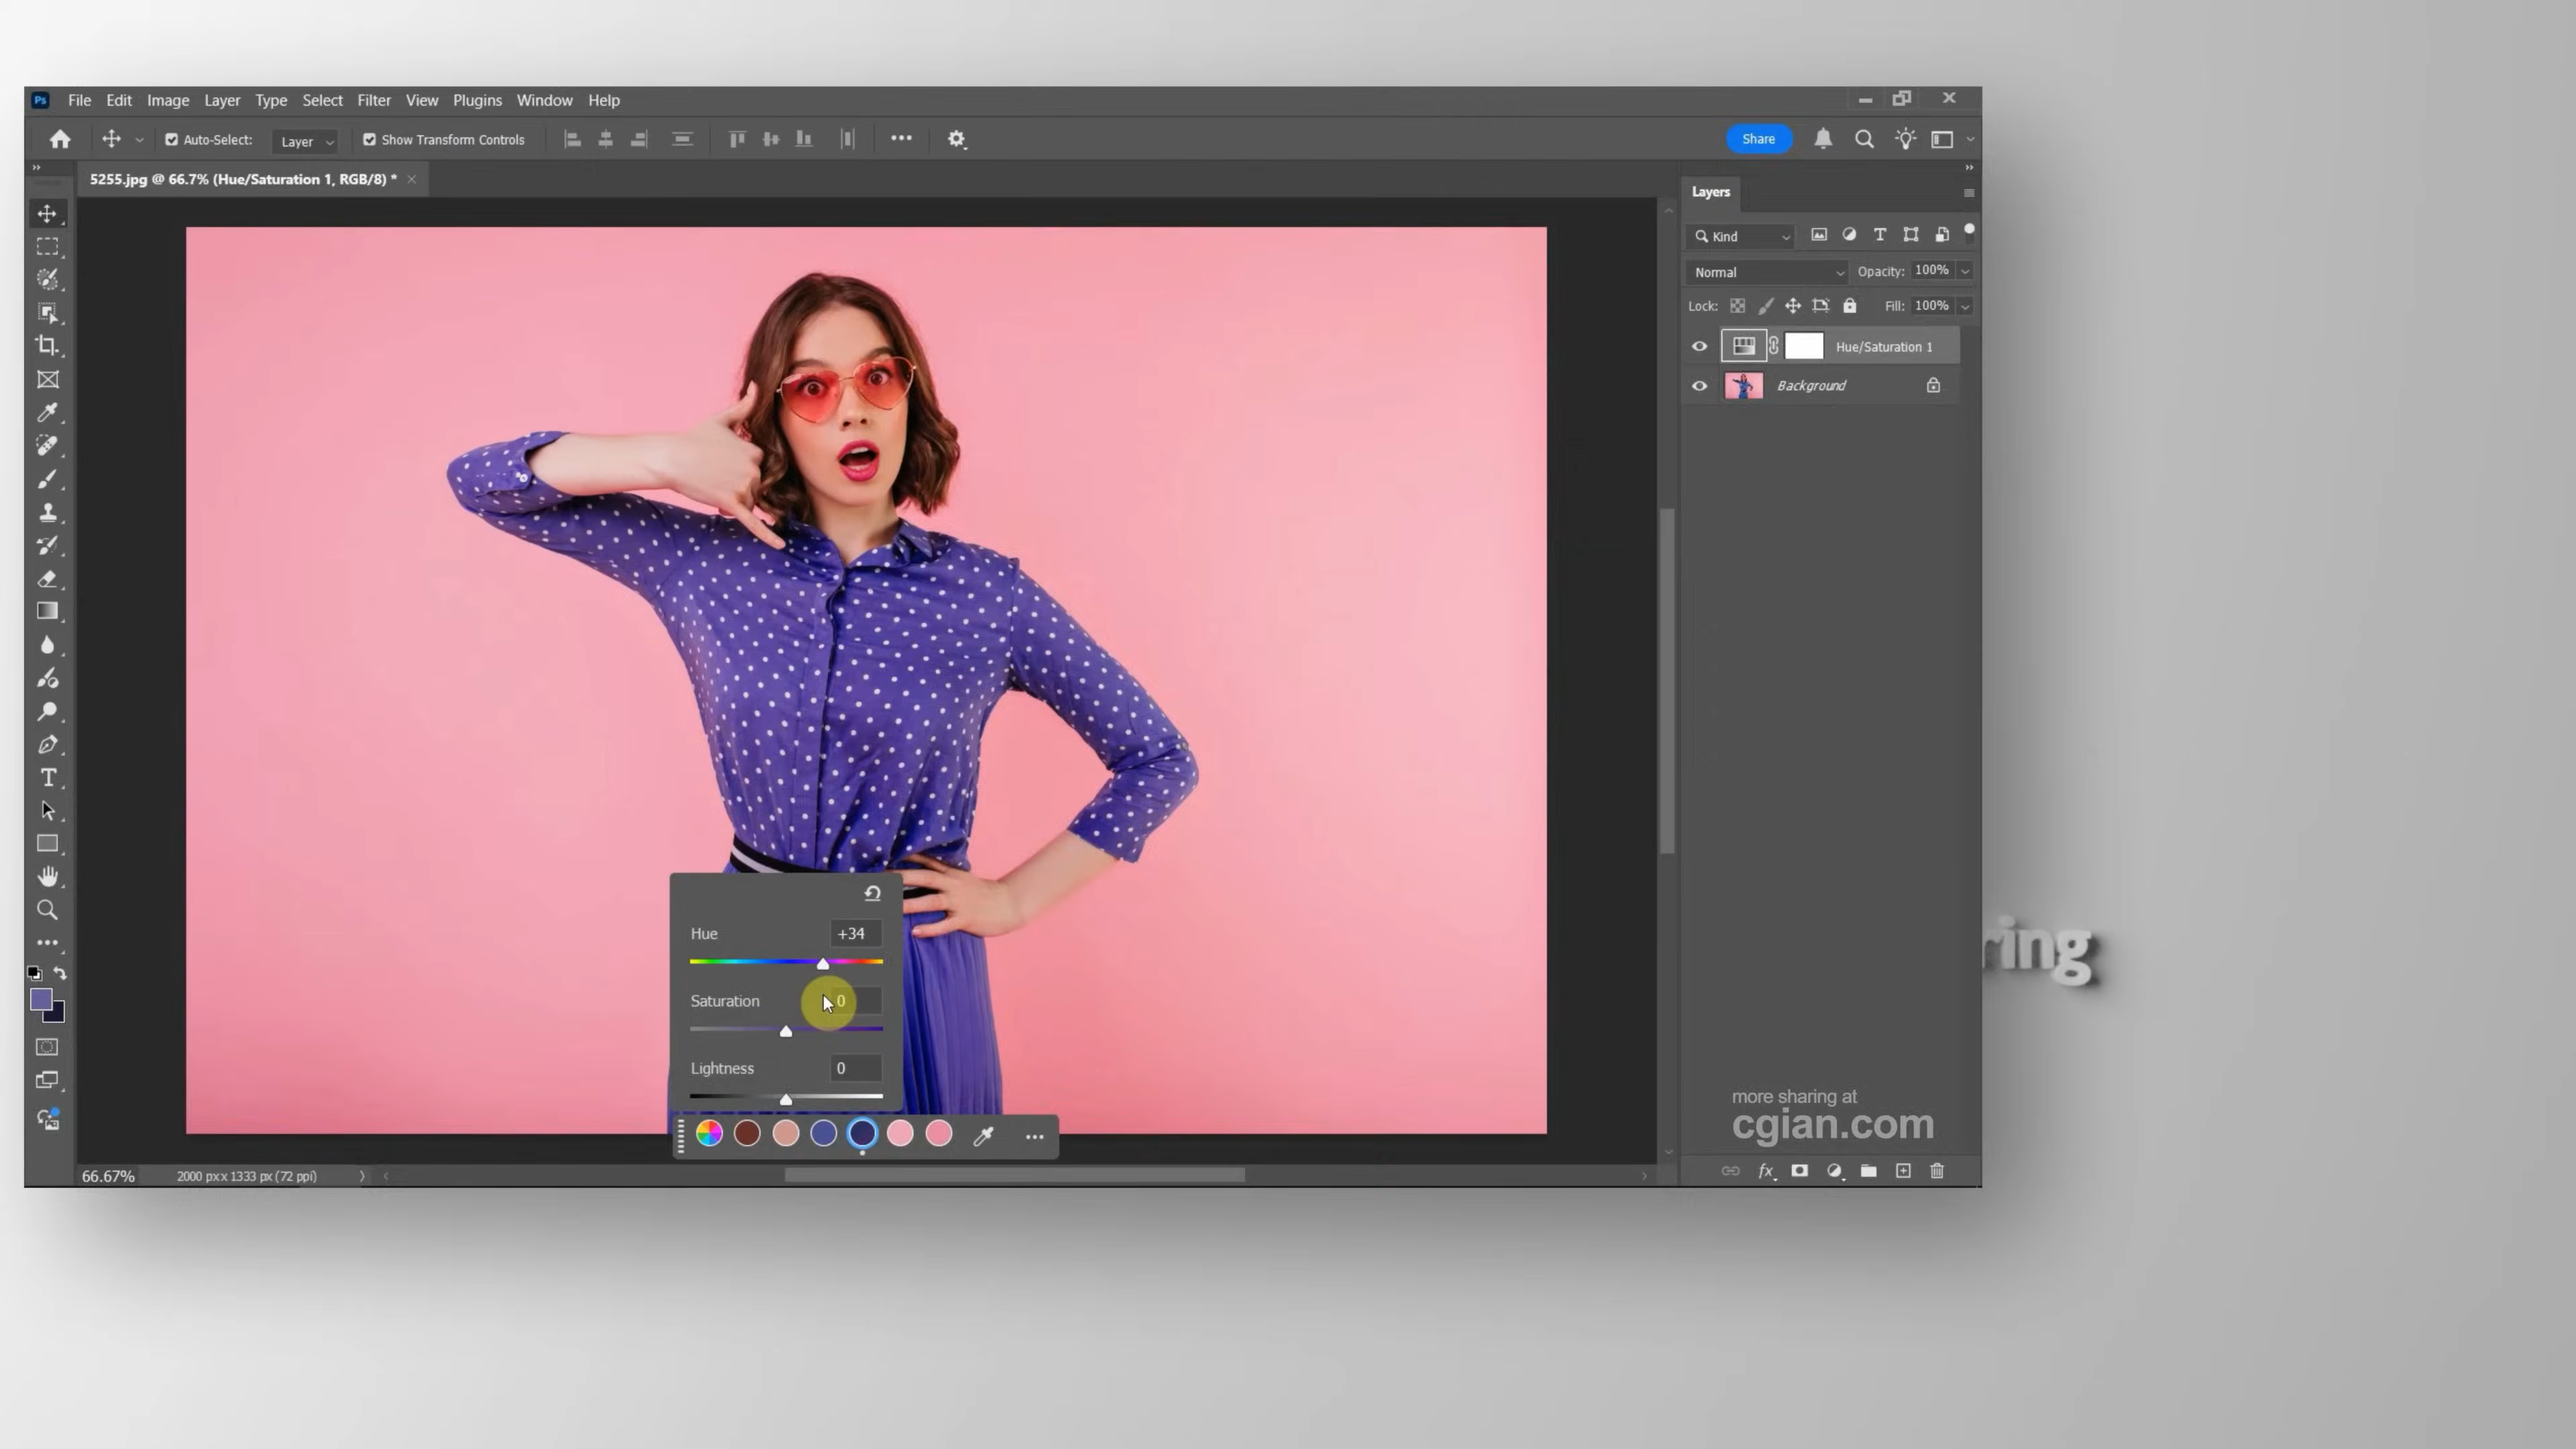 Ps File Edit Image Layer Type Select Filter View Plugins Window Help
Auto-Select: Layer Show Transform Controls Share
5255.jpg @ 66.7% (Hue/Saturation 1, RGB/8) *
Layers
Kind
Normal Opacity: 100%
Lock: Fill: 100%
Hue/Saturation 1
Background
Hue +34
Saturation 0
Lightness 0
ring
more sharing at
cgian.com
66.67% 2000 px x 1333 px (72 ppi)
fx